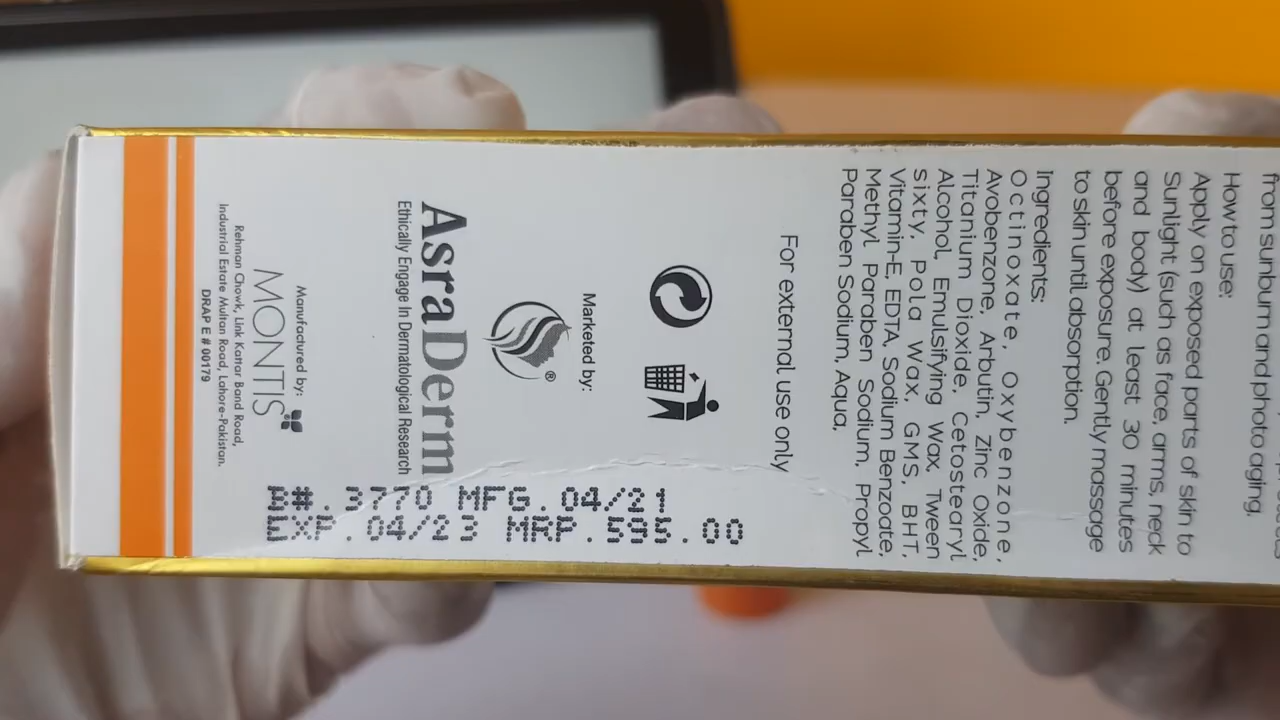 from sunburn and photo aging.
How to use:
Apply on exposed parts of skin to
Sunlight (such as face, arms, neck
and body) at least 30 minutes
before exposure. Gently massage
to skin until absorption.
Ingredients:
Octinoxate, Oxybenzone,
Avobenzone, Arbutin, Zinc Oxide,
Titanium Dioxide, Cetostearyl
Alcohol, Emulsifying Wax, Tween
sixty, Pola Wax, GMS, BHT,
Vitamin-E, EDTA, Sodium Benzoate,
Methyl Paraben Sodium, Propyl
Paraben Sodium, Aqua.
For external use only
Marketed by:
®
AsraDerm
Ethically Engage In Dermatological Research
Manufactured by:
MONTIS
Rehman Chowk, Link Kattar Band Road,
Industrial Estate Multan Road, Lahore-Pakistan.
DRAP E # 00179
B#. 3770 MFG. 04/21
EXP. 04/23 MRP. 595.00